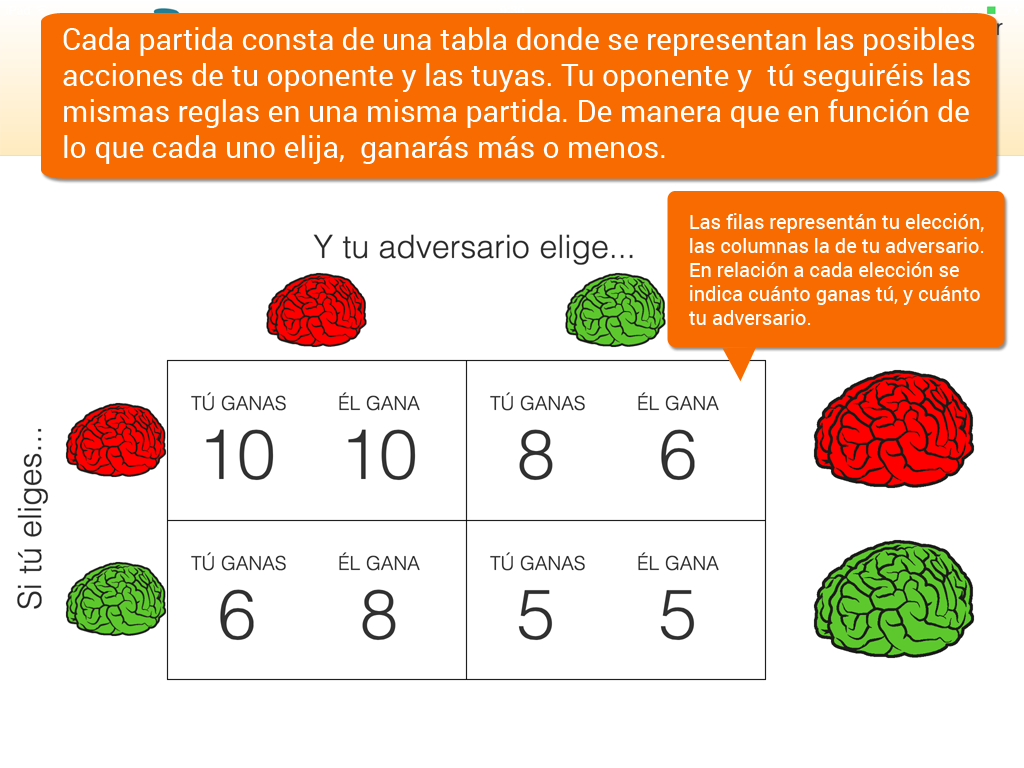 Cada partida consta de una tabla donde se representan las posibles
acciones de tu oponente y las tuyas. Tu oponente y  tú seguiréis las
mismas reglas en una misma partida. De manera que en función de
lo que cada uno elija,  ganarás más o menos.
Las filas representán tu elección,
las columnas la de tu adversario.
En relación a cada elección se
indica cuánto ganas tú, y cuánto
tu adversario.
Y tu adversario elige...
Si tú eliges...
TÚ GANAS ÉL GANA TÚ GANAS ÉL GANA
10 10 8 6
TÚ GANAS ÉL GANA TÚ GANAS ÉL GANA
6 8 5 5